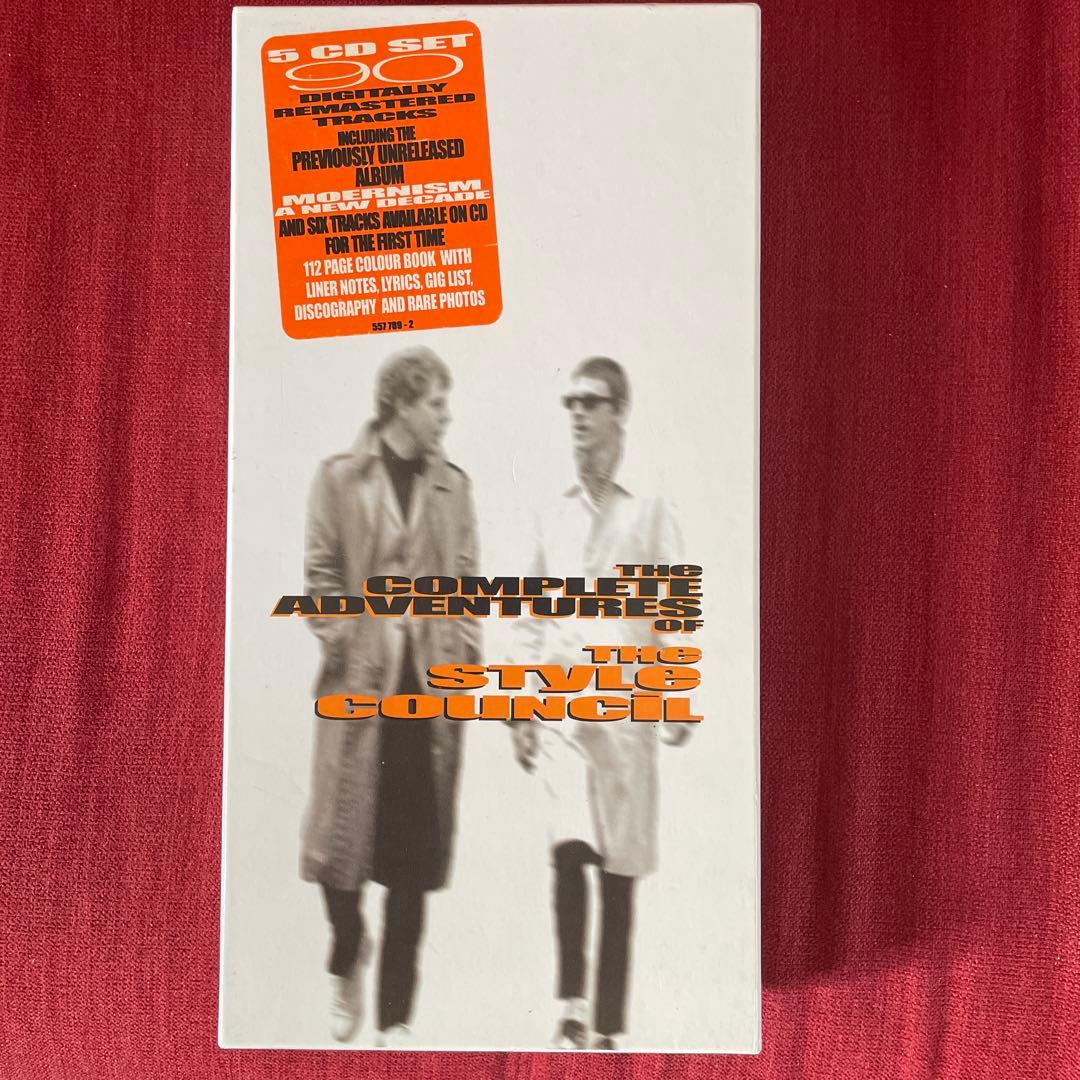 5 CD SET
90
DIGITALLY
REMASTERED
TRACKS
INCLUDING THE
PREVIOUSLY UNRELEASED
ALBUM
MOERNISM
A NEW DECADE
AND SIX TRACKS AVAILABLE ON CD
FOR THE FIRST TIME
112 PAGE COLOUR BOOK WITH
LINER NOTES, LYRICS, GIG LIST,
DISCOGRAPHY AND RARE PHOTOS
557 789 - 2
THe
COMPLETE
ADVENTURES
OF
THe
STyLe
COUNCiL